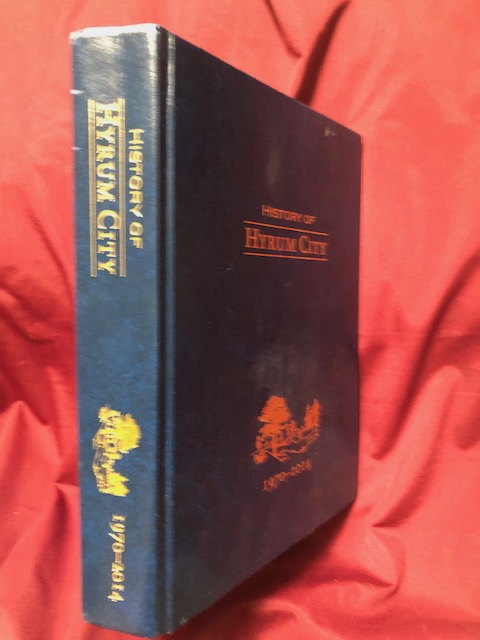 HISTORY OF
HYRUM CITY
1970-2014
HISTORY OF
HYRUM CITY
1970-2014